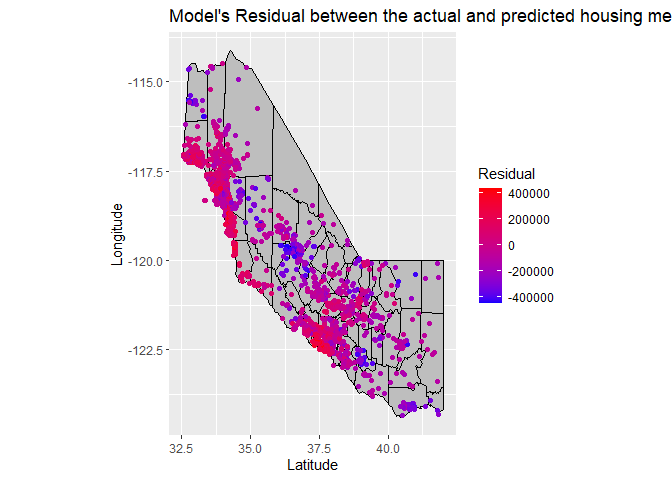 Model's Residual between the actual and predicted housing me
-115.0
-117.5
-120.0
-122.5
Longitude
32.5 35.0 37.5 40.0
Latitude
Residual
400000
200000
0
-200000
-400000